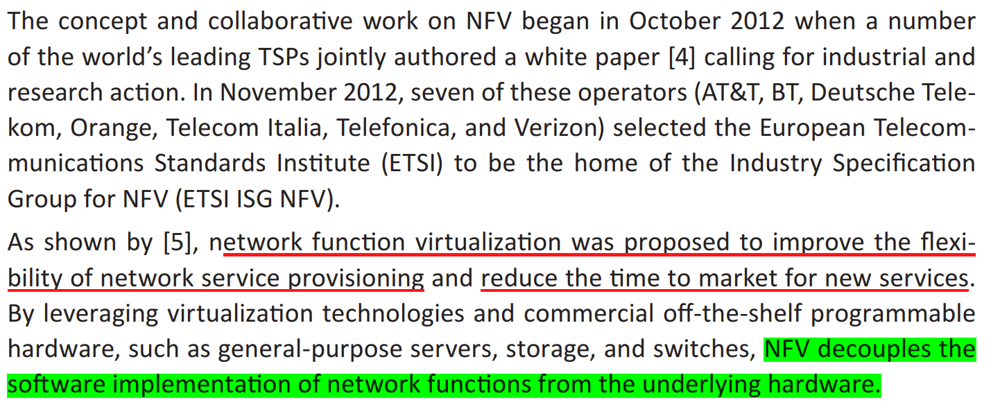 The concept and collaborative work on NFV began in October 2012 when a number
of the world’s leading TSPs jointly authored a white paper [4] calling for industrial and
research action. In November 2012, seven of these operators (AT&T, BT, Deutsche Tele-
kom, Orange, Telecom Italia, Telefonica, and Verizon) selected the European Telecom-
munications Standards Institute (ETSI) to be the home of the Industry Specification
Group for NFV (ETSI ISG NFV).
As shown by [5], network function virtualization was proposed to improve the flexi-
bility of network service provisioning and reduce the time to market for new services.
By leveraging virtualization technologies and commercial off-the-shelf programmable
hardware, such as general-purpose servers, storage, and switches, NFV decouples the
software implementation of network functions from the underlying hardware.